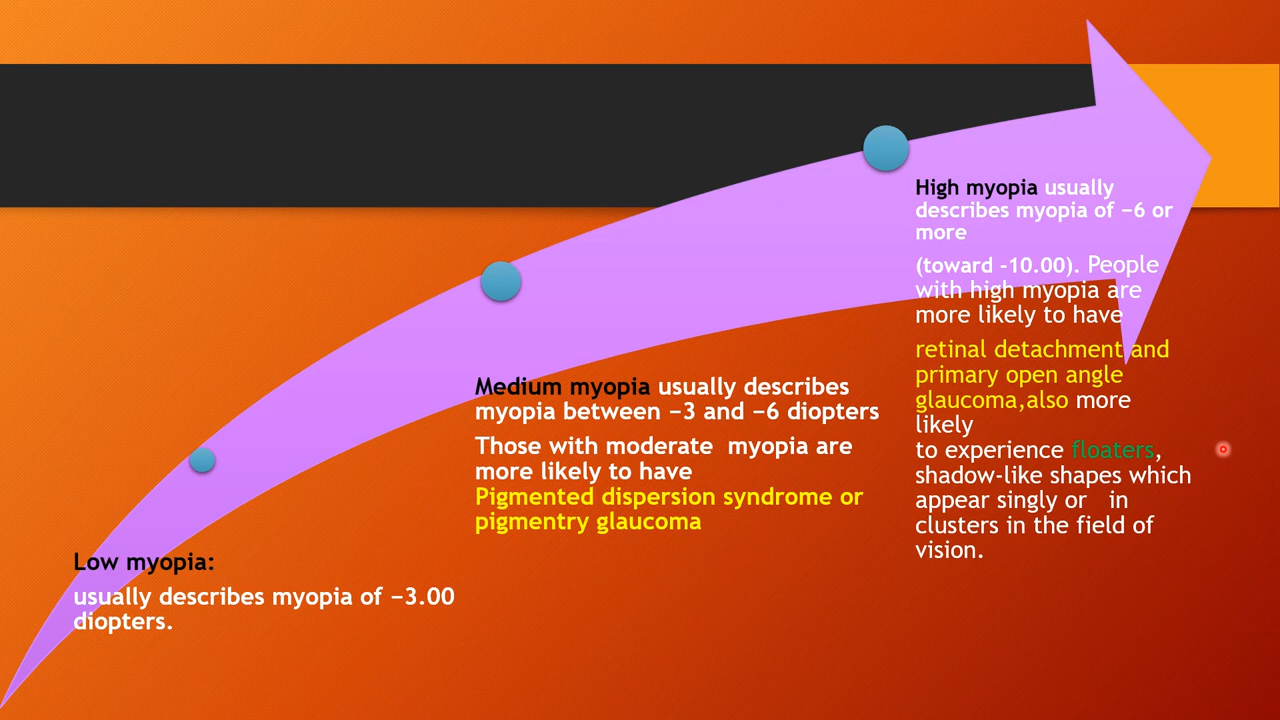 Low myopia:
usually describes myopia of −3.00
diopters.
Medium myopia usually describes
myopia between −3 and −6 diopters
Those with moderate  myopia are
more likely to have
Pigmented dispersion syndrome or
pigmentry glaucoma
High myopia usually
describes myopia of −6 or
more
(toward -10.00). People
with high myopia are
more likely to have
retinal detachment and
primary open angle
glaucoma,also more
likely
to experience floaters,
shadow-like shapes which
appear singly or   in
clusters in the field of
vision.